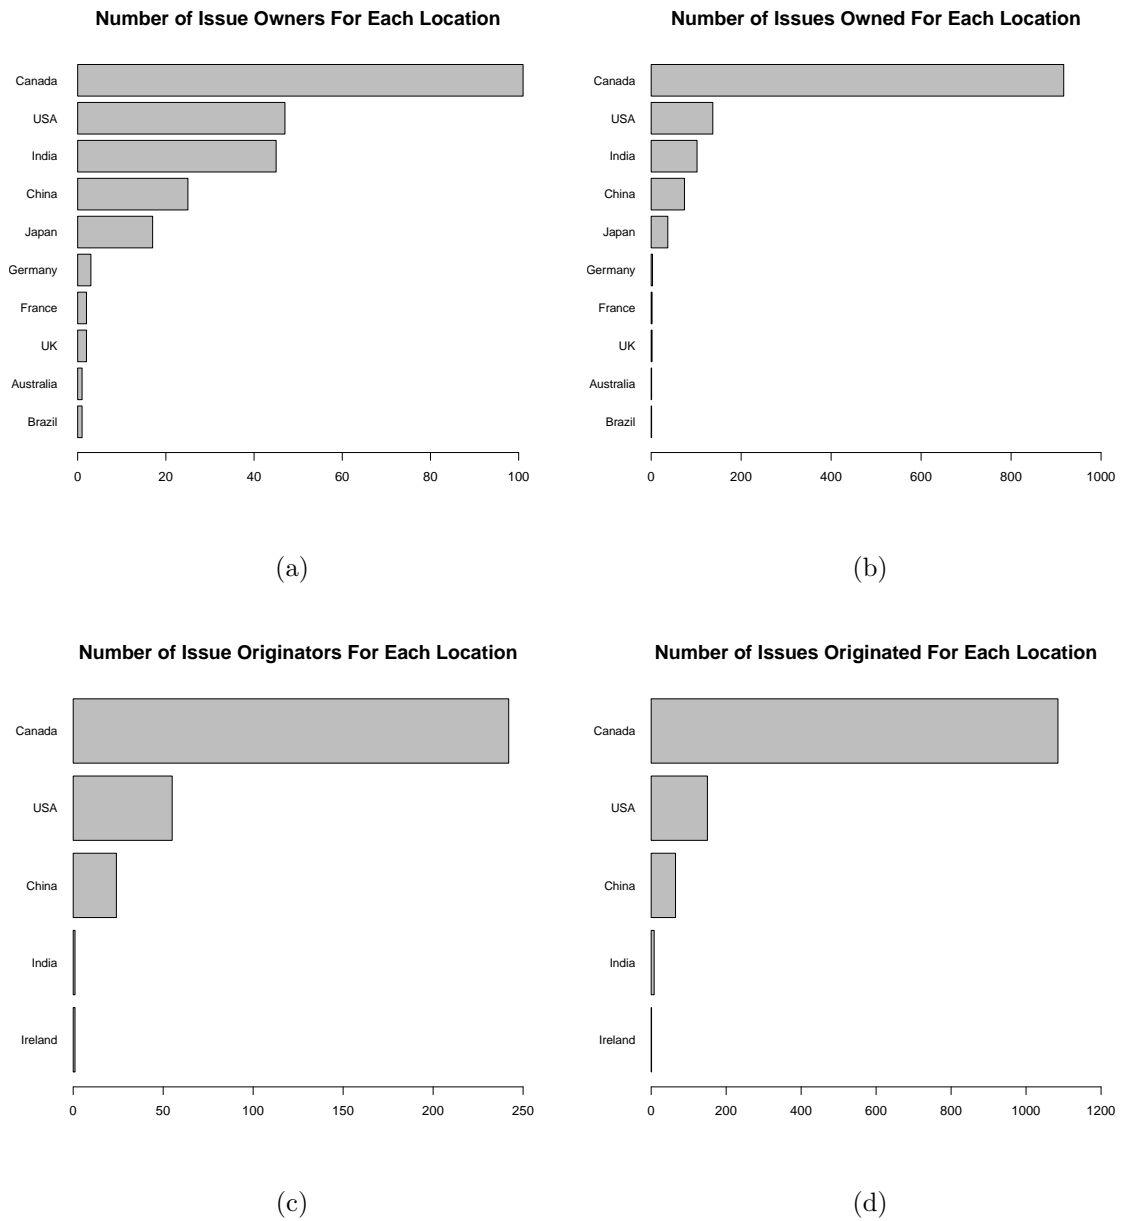 Number of Issue Owners For Each Location
Canada
USA
India
China
Japan
Germany
France
UK
Australia
Brazil
0 20 40 60 80 100
(a)
Number of Issues Owned For Each Location
Canada
USA
India
China
Japan
Germany
France
UK
Australia
Brazil
0 200 400 600 800 1000
(b)
Number of Issue Originators For Each Location
Canada
USA
China
India
Ireland
0 50 100 150 200 250
(c)
Number of Issues Originated For Each Location
Canada
USA
China
India
Ireland
0 200 400 600 800 1000 1200
(d)